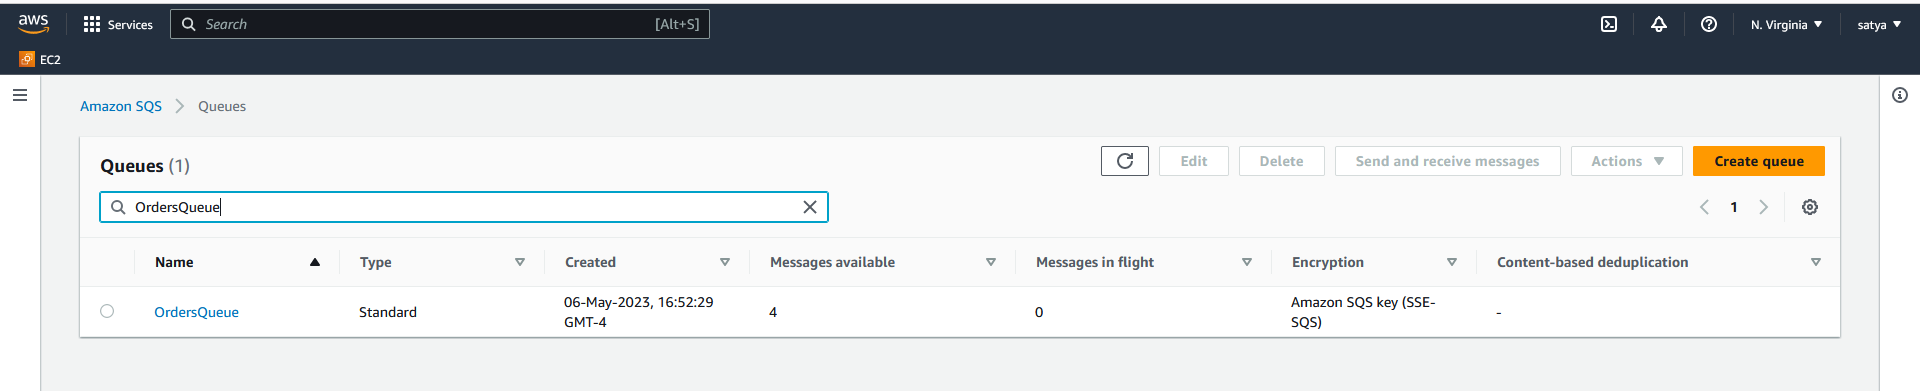 aws Services Search [Alt+S] N. Virginia satya
EC2
Amazon SQS Queues
Queues (1) Edit Delete Send and receive messages Actions Create queue
OrdersQueue 1
Name Type Created Messages available Messages in flight Encryption Content-based deduplication
OrdersQueue Standard 06-May-2023, 16:52:29 GMT-4 4 0 Amazon SQS key (SSE-SQS) -